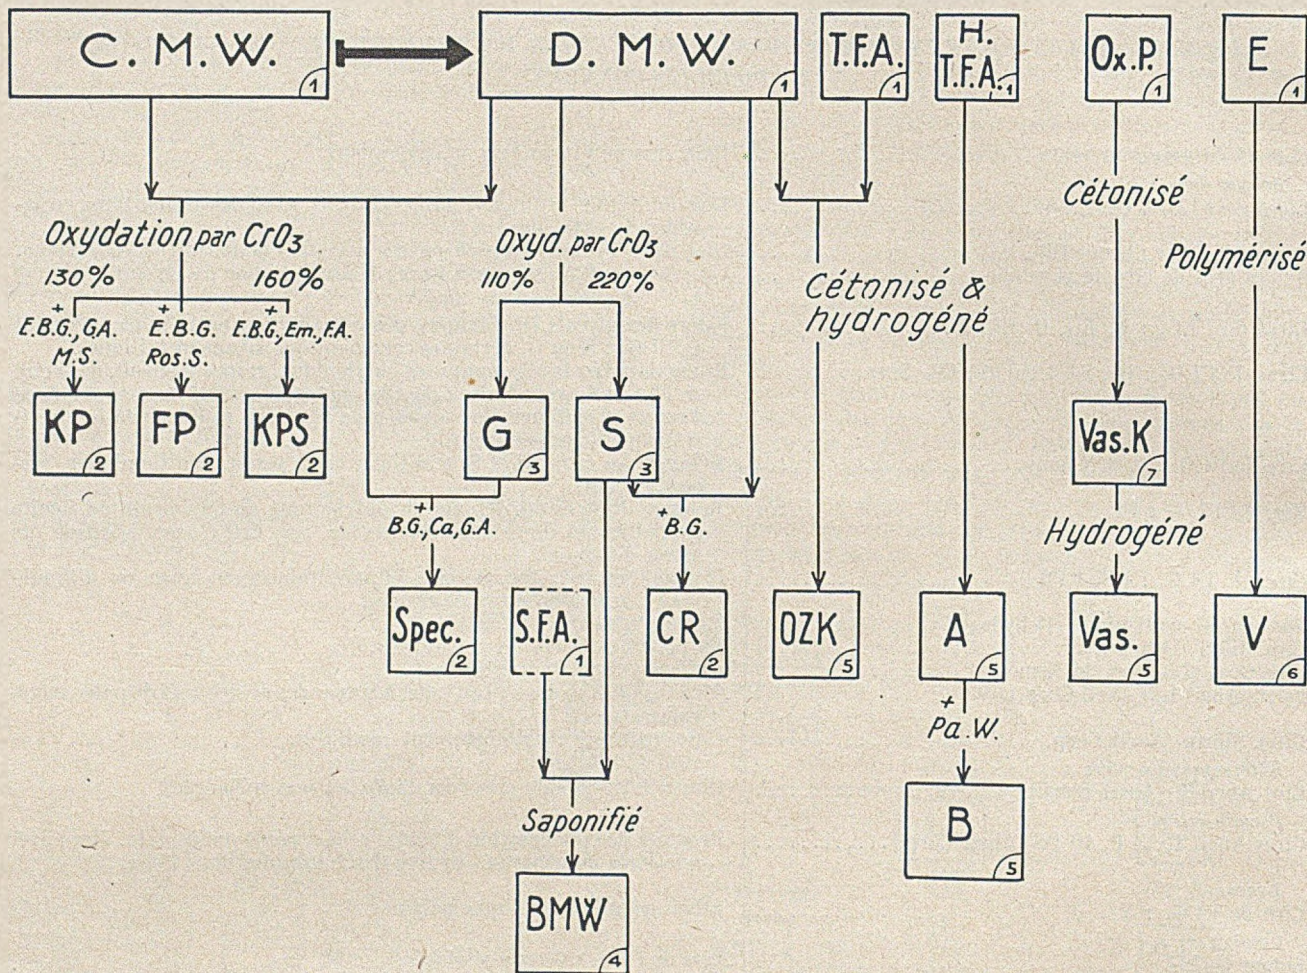 C. M. W.
1
D. M. W.
1
T.F.A.
1
H.
T.F.A.
1
Ox.P.
1
E
1
Cétonisé
Oxydation par CrO3
Oxyd. par CrO3
Polymérisé
130%
160%
110%
220%
Cétonisé &
hydrogéné
+
E.B.G., G.A.
M.S.
+
E.B.G.
Ros.S.
+
E.B.G., Em., F.A.
KP
2
FP
2
KPS
2
G
3
S
3
Vas.K
7
+
B.G., Ca, G.A.
+
B.G.
Hydrogéné
Spec.
2
S.F.A.
1
CR
2
OZK
5
A
5
Vas.
5
V
6
+
Pa.W.
Saponifié
B
5
BMW
4